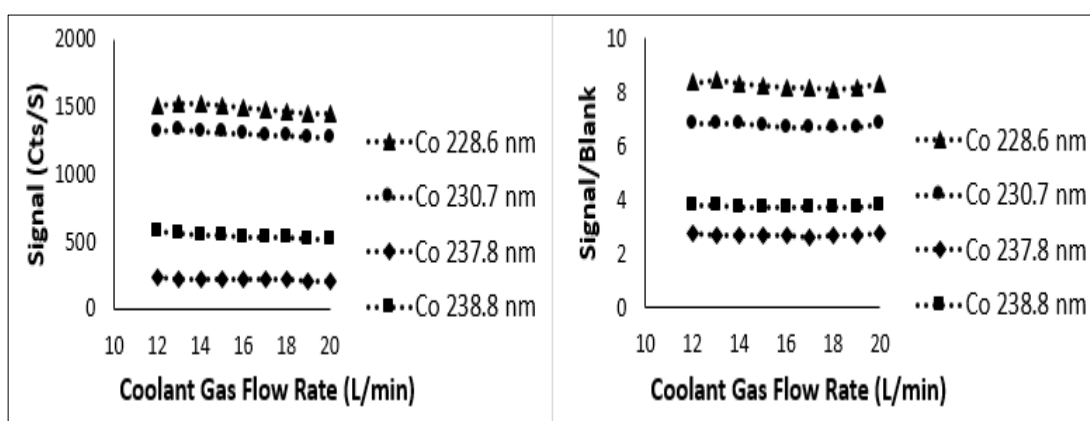 Signal (Cts/S)
2000
1500
1000
500
0
10 12 14 16 18 20
Coolant Gas Flow Rate (L/min)
Co 228.6 nm
Co 230.7 nm
Co 237.8 nm
Co 238.8 nm
Signal/Blank
10
8
6
4
2
0
10 12 14 16 18 20
Coolant Gas Flow Rate (L/min)
Co 228.6 nm
Co 230.7 nm
Co 237.8 nm
Co 238.8 nm